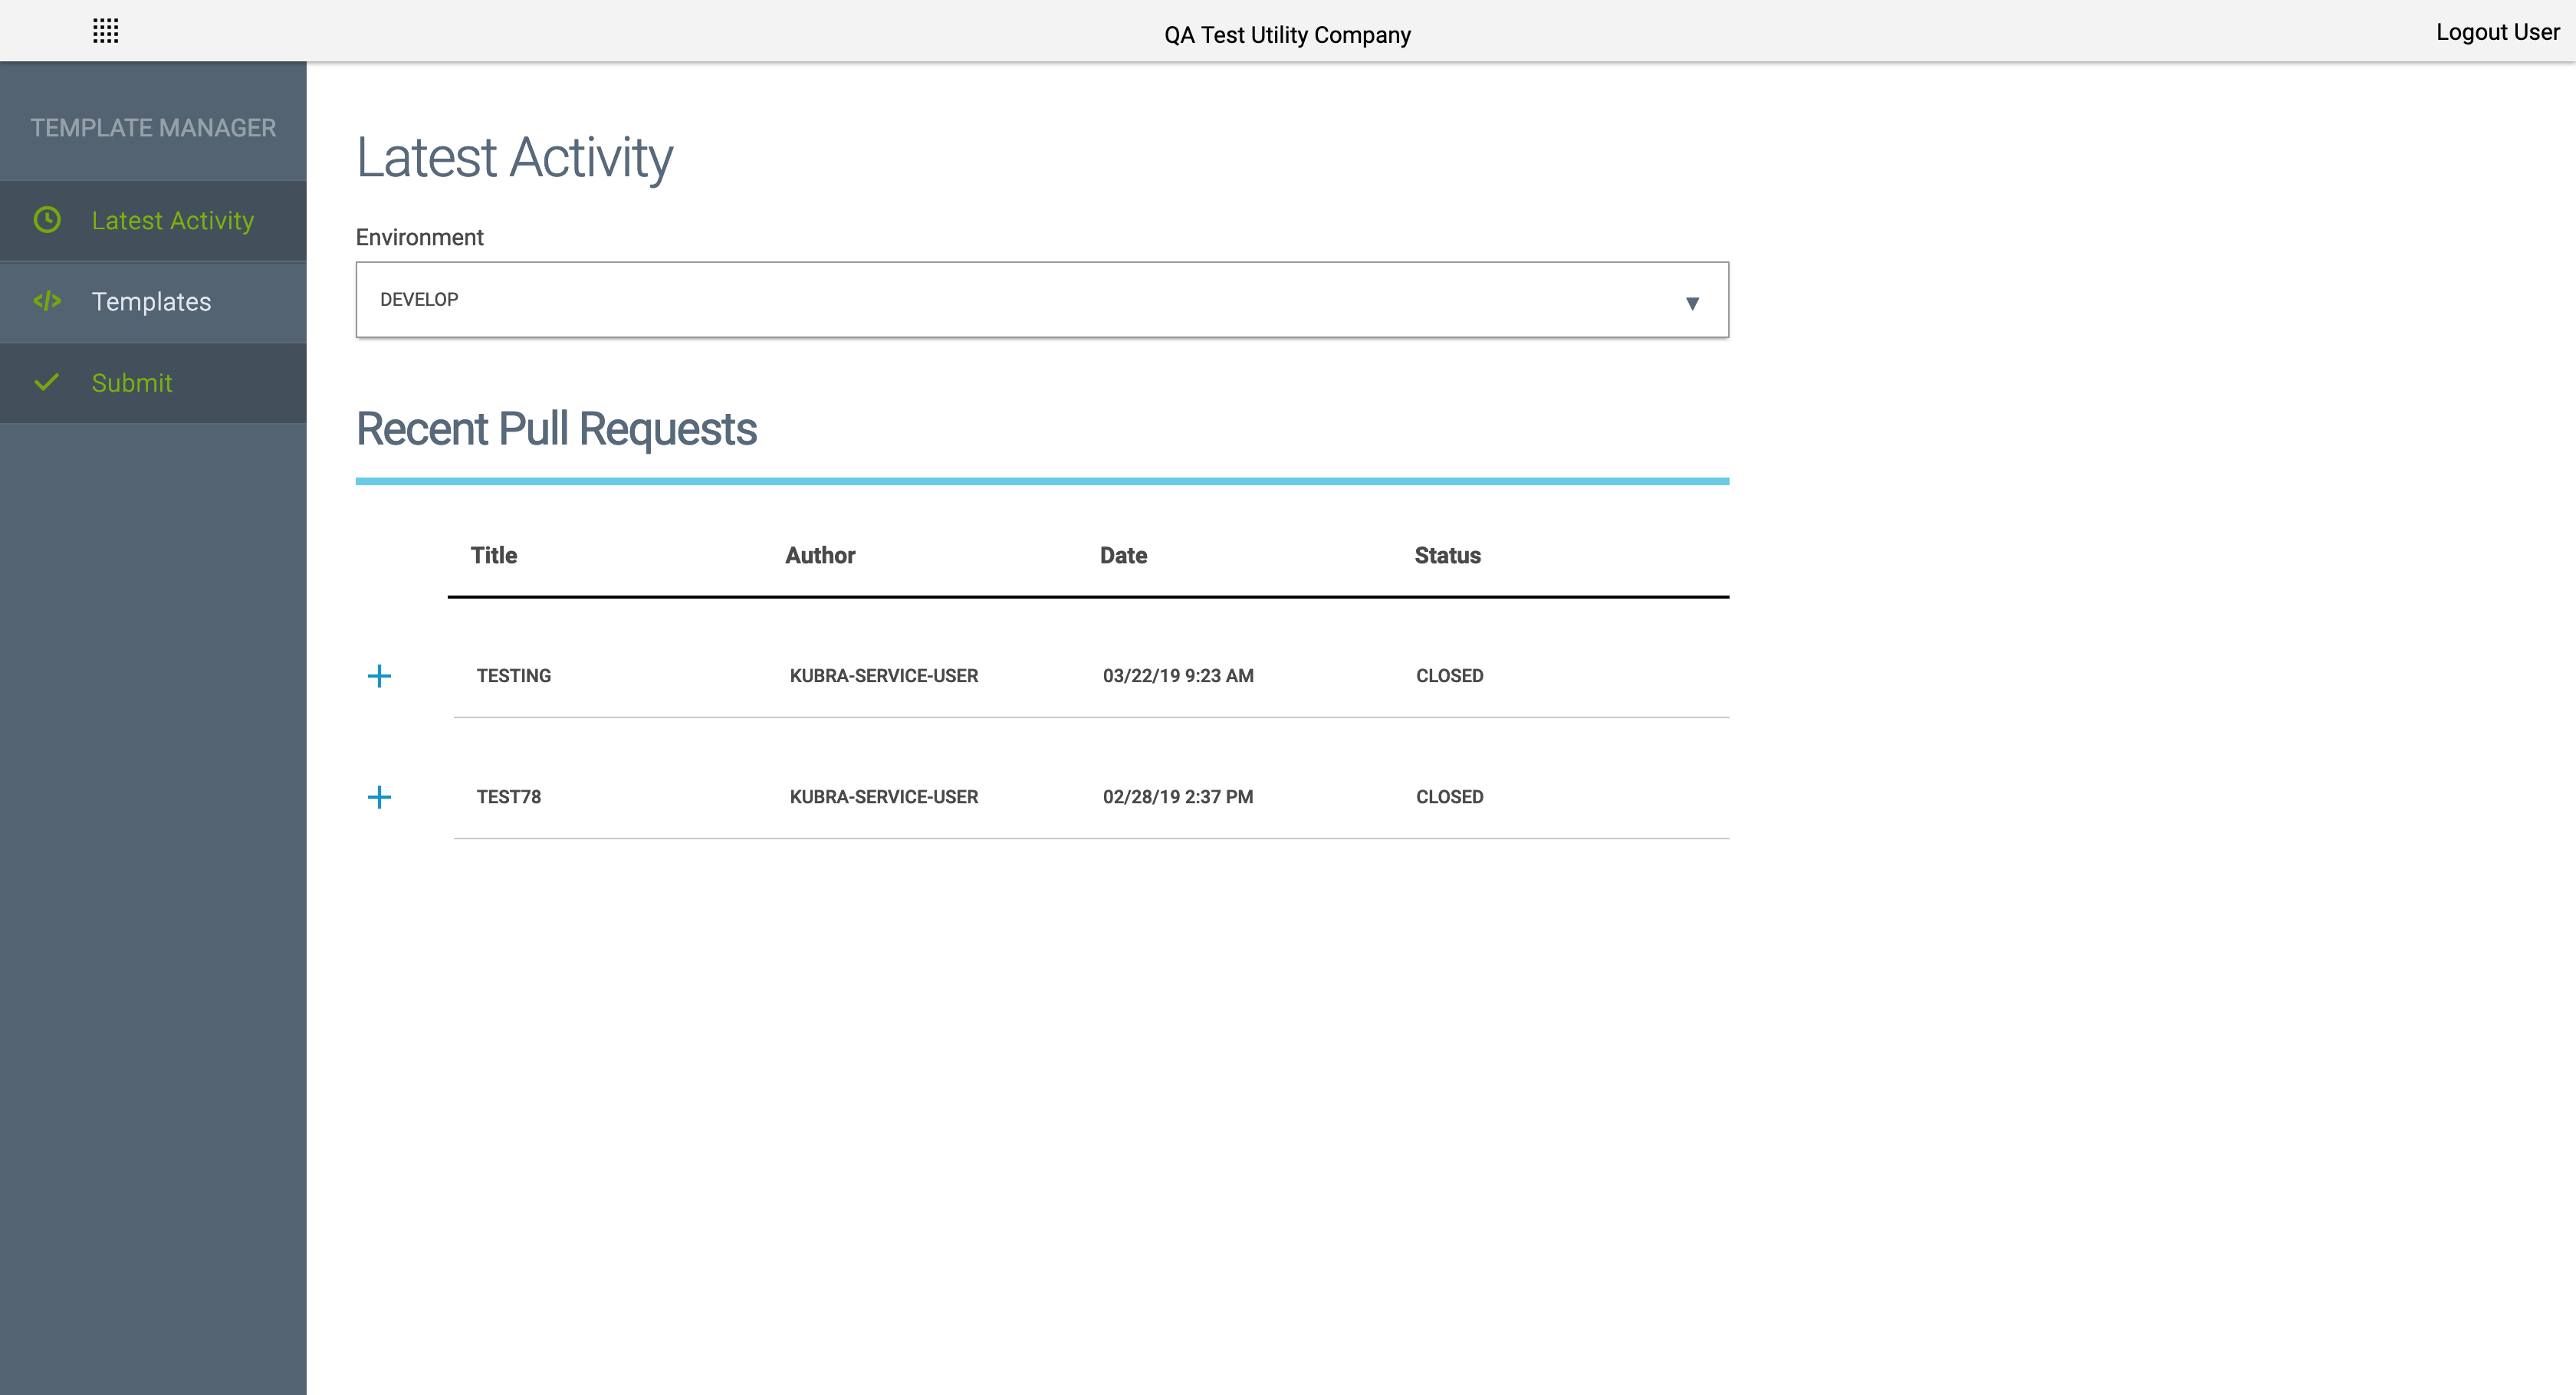 QA Test Utility Company
Logout User
TEMPLATE MANAGER
Latest Activity
Templates
Submit
Latest Activity
Environment
DEVELOP
Recent Pull Requests
Title Author Date Status
TESTING KUBRA-SERVICE-USER 03/22/19 9:23 AM CLOSED
TEST78 KUBRA-SERVICE-USER 02/28/19 2:37 PM CLOSED